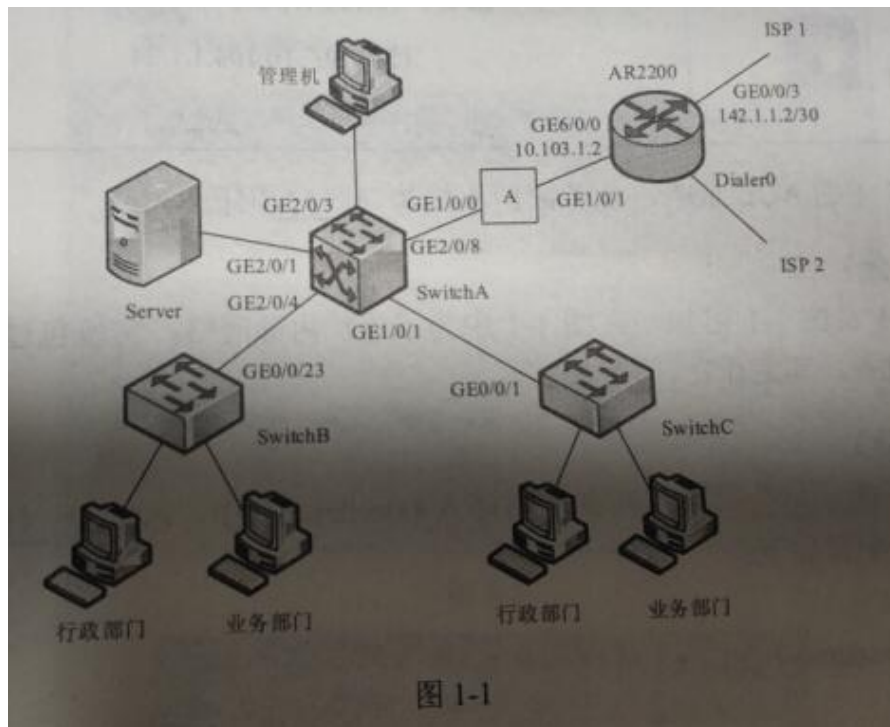 ISP 1
AR2200
管理机
GE0/0/3
142.1.1.2/30
GE6/0/0
10.103.1.2
Dialer0
GE2/0/3
GE1/0/0
A
GE1/0/1
GE2/0/8
ISP 2
GE2/0/1
SwitchA
Server
GE2/0/4
GE1/0/1
GE0/0/23
GE0/0/1
SwitchB
SwitchC
行政部门
业务部门
行政部门
业务部门
图 1-1